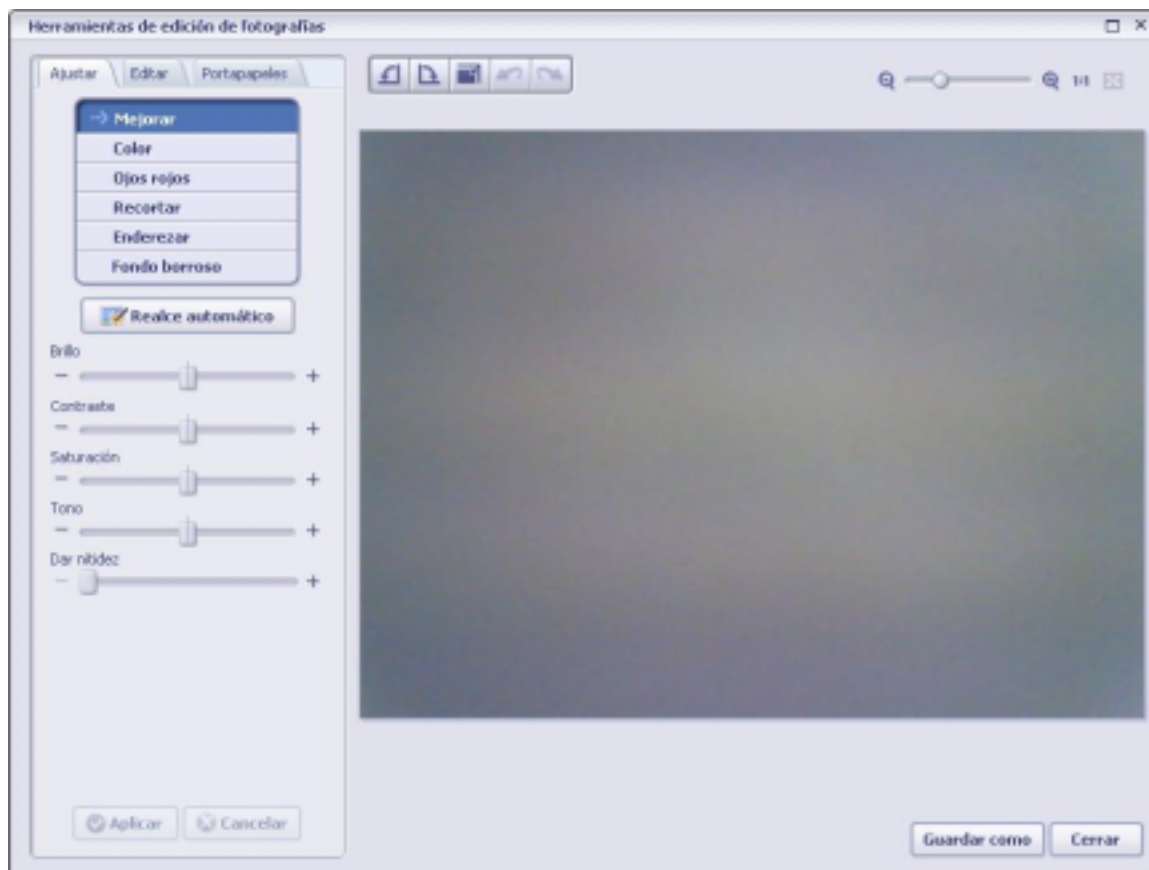 Herramientas de edición de fotografías
Ajustar Editar Portapapeles
Mejorar
Color
Ojos rojos
Recortar
Enderezar
Fondo borroso
Realce automático
Brillo
Contraste
Saturación
Tono
Dar nitidez
Aplicar Cancelar
1:1
Guardar como Cerrar